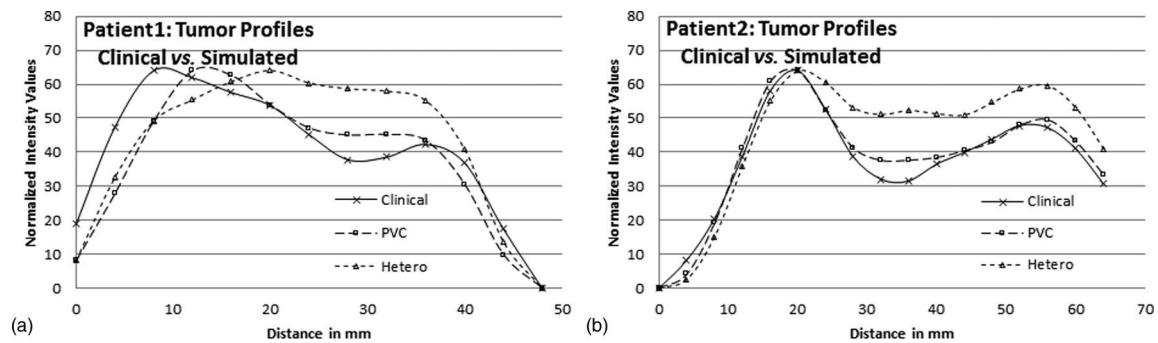 Patient1: Tumor Profiles
Clinical vs. Simulated
Normalized Intensity Values
80
70
60
50
40
30
20
10
0
Clinical
PVC
Hetero
0
10
20
30
40
50
Distance in mm
(a)
Patient2: Tumor Profiles
Clinical vs. Simulated
Normalized Intensity Values
80
70
60
50
40
30
20
10
0
Clinical
PVC
Hetero
0
10
20
30
40
50
60
70
Distance in mm
(b)